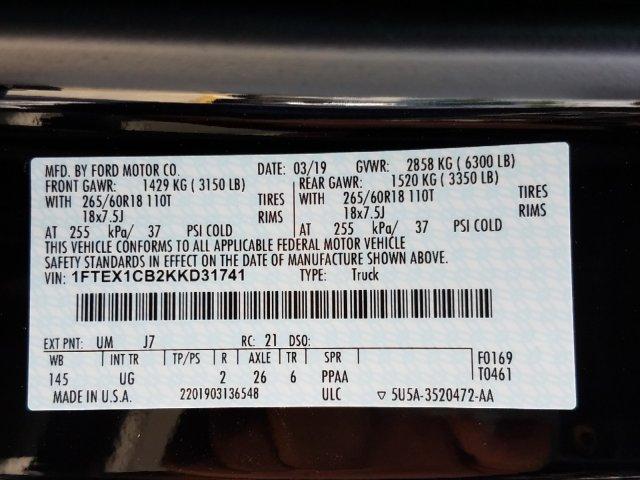 MFD. BY FORD MOTOR CO. DATE: 03/19 GVWR: 2858 KG ( 6300 LB)
FRONT GAWR: 1429 KG ( 3150 LB) REAR GAWR: 1520 KG ( 3350 LB)
WITH 265/60R18 110T TIRES WITH 265/60R18 110T TIRES
18x7.5J RIMS 18x7.5J RIMS
AT 255 kPa/ 37 PSI COLD AT 255 kPa/ 37 PSI COLD
THIS VEHICLE CONFORMS TO ALL APPLICABLE FEDERAL MOTOR VEHICLE
SAFETY STANDARDS IN EFFECT ON THE DATE OF MANUFACTURE SHOWN ABOVE.
VIN: 1FTEX1CB2KKD31741 TYPE: Truck
EXT PNT: UM J7 RC: 21 DSO:
WB INT TR TP/PS R AXLE TR SPR F0169
145 UG 2 26 6 PPAA T0461
MADE IN U.S.A. 2201903136548 ULC ▽ 5U5A-3520472-AA